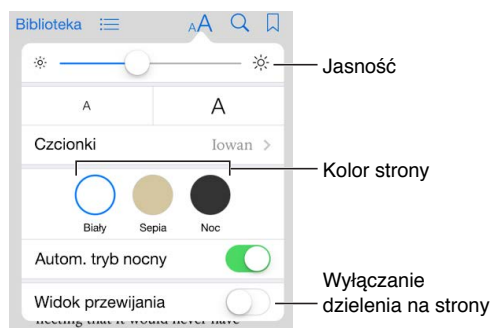 Biblioteka AA
Jasność
A A
Czcionki Iowan >
Kolor strony
Biały Sepia Noc
Autom. tryb nocny
Wyłączanie
Widok przewijania dzielenia na strony
that it would never have